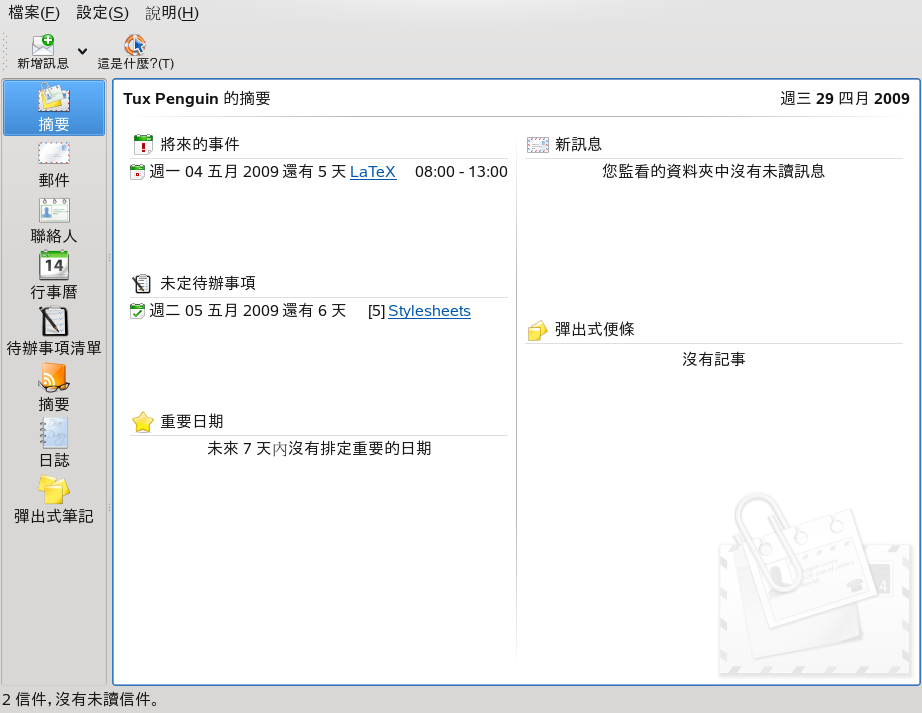 檔案(F) 設定(S) 說明(H)
新增訊息 這是什麼?(T)
摘要
郵件
聯絡人
14
行事曆
待辦事項清單
摘要
日誌
彈出式筆記
Tux Penguin 的摘要 週三 29 四月 2009
將來的事件
週一 04 五月 2009 還有 5 天 LaTeX 08:00 - 13:00
未定待辦事項
週二 05 五月 2009 還有 6 天 [5] Stylesheets
重要日期
未來 7 天內沒有排定重要的日期
新訊息
您監看的資料夾中沒有未讀訊息
彈出式便條
沒有記事
4
2 信件, 沒有未讀信件。